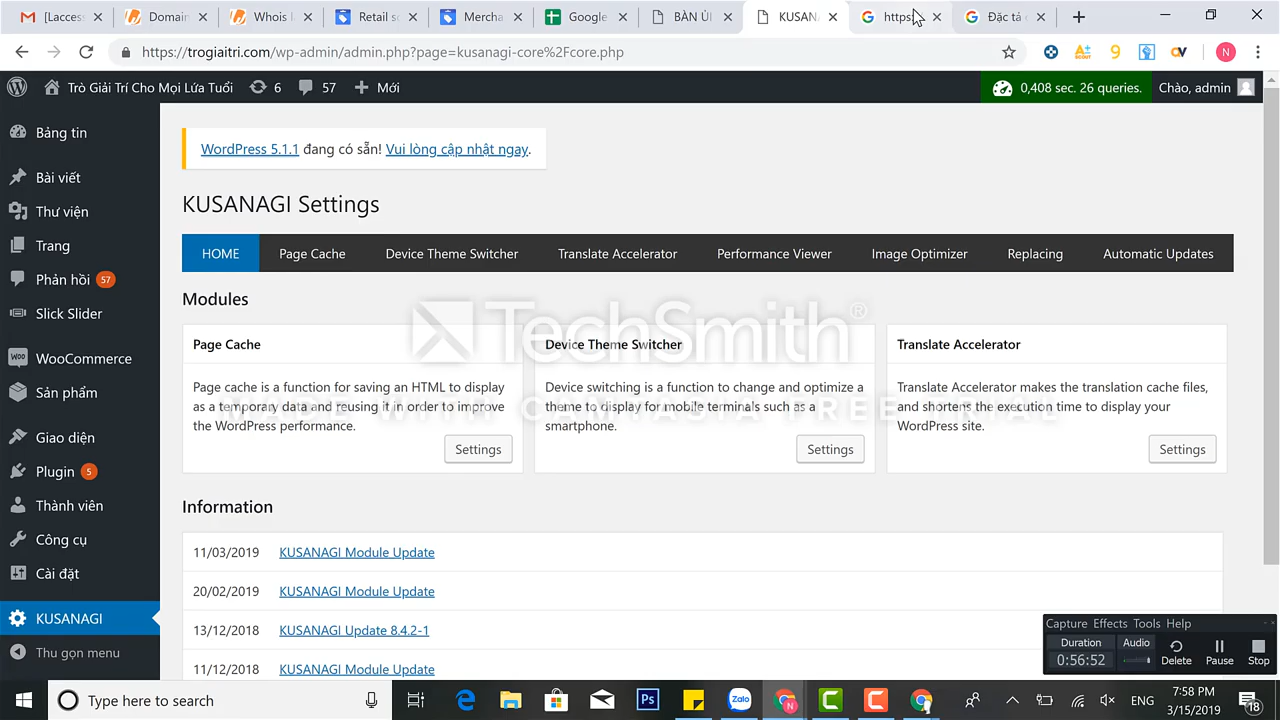 [Lacces
Domain
Whois
Retail sc
Mercha
Google
BẢN
KUSAN
https:
Đặc tả c
https://trogiaitri.com/wp-admin/admin.php?page=kusanagi-core%2Fcore.php
Trò Giải Trí Cho Mọi Lứa Tuổi
6
57
Mới
0,408 sec. 26 queries.
Chào, admin
Bảng tin
Bài viết
Thư viện
Trang
Phản hồi 57
Slick Slider
WooCommerce
Sản phẩm
Giao diện
Plugin 5
Thành viên
Công cụ
Cài đặt
KUSANAGI
Thu gọn menu
WordPress 5.1.1 đang có sẵn! Vui lòng cập nhật ngay.
KUSANAGI Settings
HOME
Page Cache
Device Theme Switcher
Translate Accelerator
Performance Viewer
Image Optimizer
Replacing
Automatic Updates
Modules
Page Cache
Page cache is a function for saving an HTML to display
as a temporary data and reusing it in order to improve
the WordPress performance.
Settings
Device Theme Switcher
Device switching is a function to change and optimize a
theme to display for mobile terminals such as a
smartphone.
Settings
Translate Accelerator
Translate Accelerator makes the translation cache files,
and shortens the execution time to display your
WordPress site.
Settings
TechSmith®
MADE WITH CAMTASIA FREE TRIAL
Information
11/03/2019 KUSANAGI Module Update
20/02/2019 KUSANAGI Module Update
13/12/2018 KUSANAGI Update 8.4.2-1
11/12/2018 KUSANAGI Module Update
Capture Effects Tools Help
Duration
0:56:52
Audio
Delete
Pause
Stop
Type here to search
Ps
Zalo
ENG
7:58 PM
3/15/2019
18